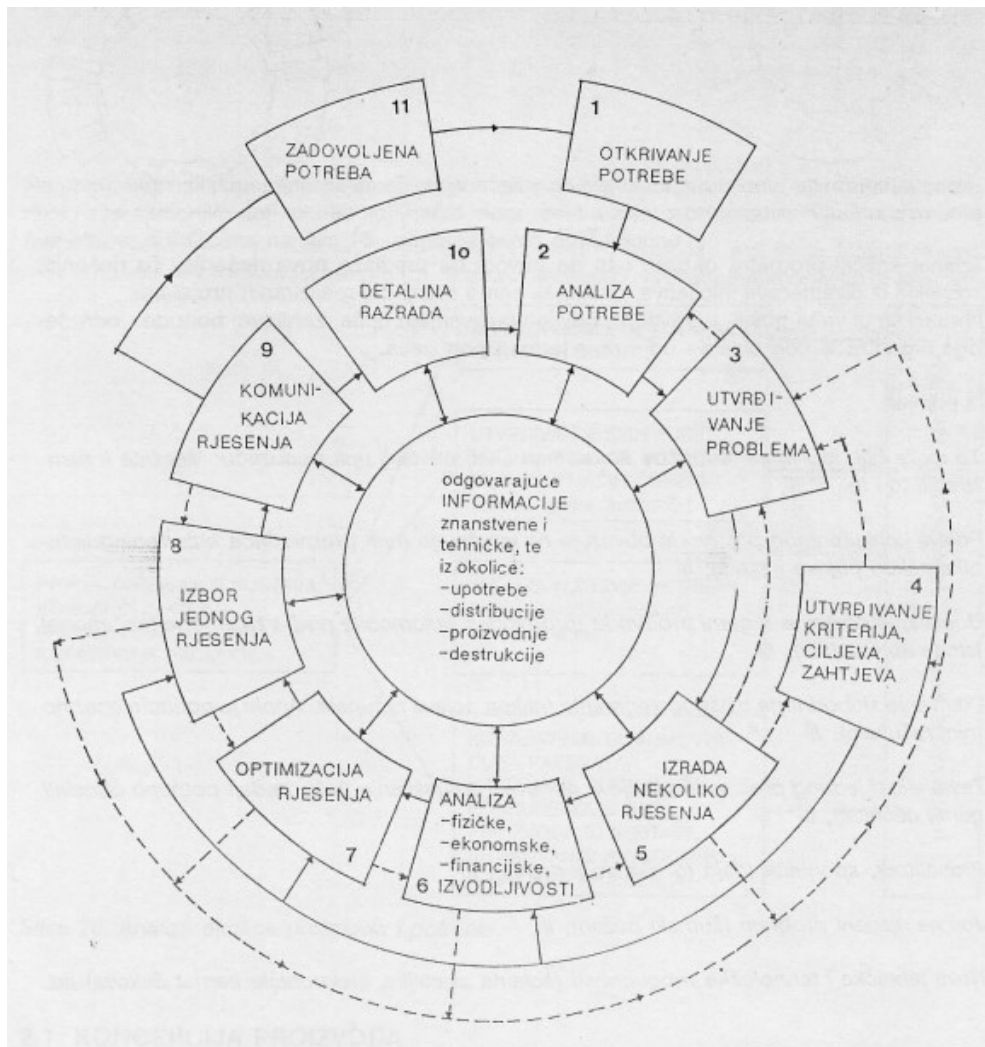 11
ZADOVOLJENA
POTREBA
1
OTKRIVANJE
POTREBE
10
DETALJNA
RAZRADA
2
ANALIZA
POTREBE
9
KOMUNI-
KACIJA
RJESENJA
3
UTVRĐI-
VANJE
PROBLEMA
odgovarajuće
INFORMACIJE
znanstvene i
tehničke, te
iz okolice:
-upotrebe
-distribucije
-proizvodnje
-destrukcije
8
IZBOR
JEDNOG
RJESENJA
4
UTVRĐIVANJE
KRITERIJA,
CILJEVA,
ZAHTJEVA
OPTIMIZACIJA
RJESENJA
7
ANALIZA
-fizičke,
-ekonomske,
-financijske,
6 IZVODLJIVOSTI
IZRADA
NEKOLIKO
RJESENJA
5